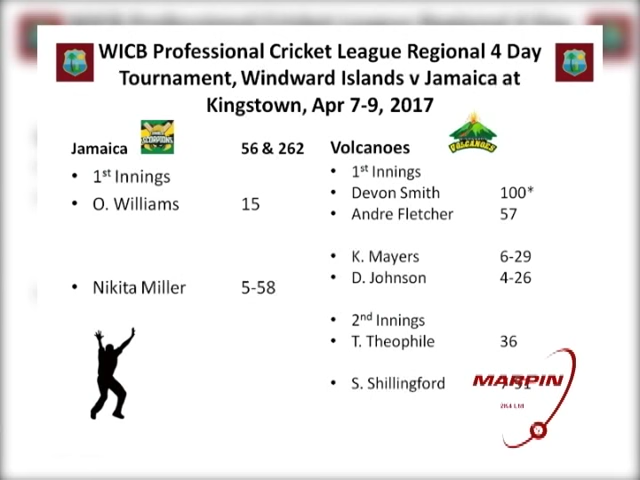 WICB Professional Cricket League Regional 4 Day
Tournament, Windward Islands v Jamaica at
Kingstown, Apr 7-9, 2017
Jamaica 56 & 262
• 1st Innings
• O. Williams 15
• Nikita Miller 5-58
Volcanoes
VOLCANOES
• 1st Innings
• Devon Smith 100*
• Andre Fletcher 57
• K. Mayers 6-29
• D. Johnson 4-26
• 2nd Innings
• T. Theophile 36
• S. Shillingford
MARPIN